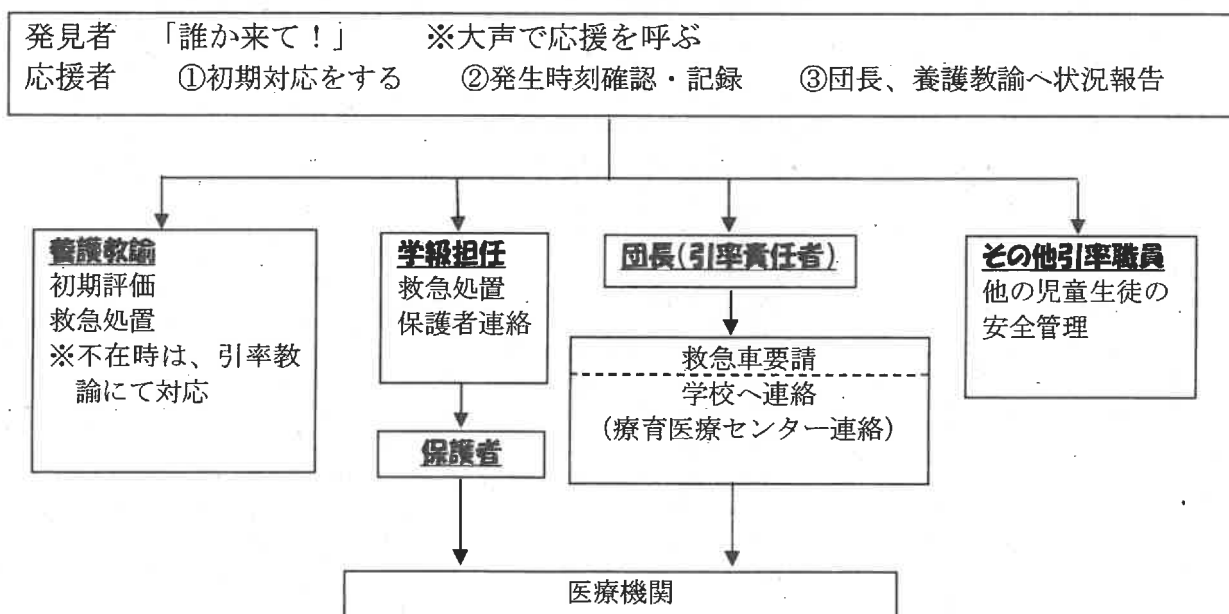 発見者　「誰か来て！」　　※大声で応援を呼ぶ
応援者　　①初期対応をする　　②発生時刻確認・記録　　③団長、養護教諭へ状況報告
養護教諭
初期評価
救急処置
※不在時は、引率教
諭にて対応
学級担任
救急処置
保護者連絡
保護者
団長（引率責任者）
救急車要請
学校へ連絡
（療育医療センター連絡）
その他引率職員
他の児童生徒の
安全管理
医療機関